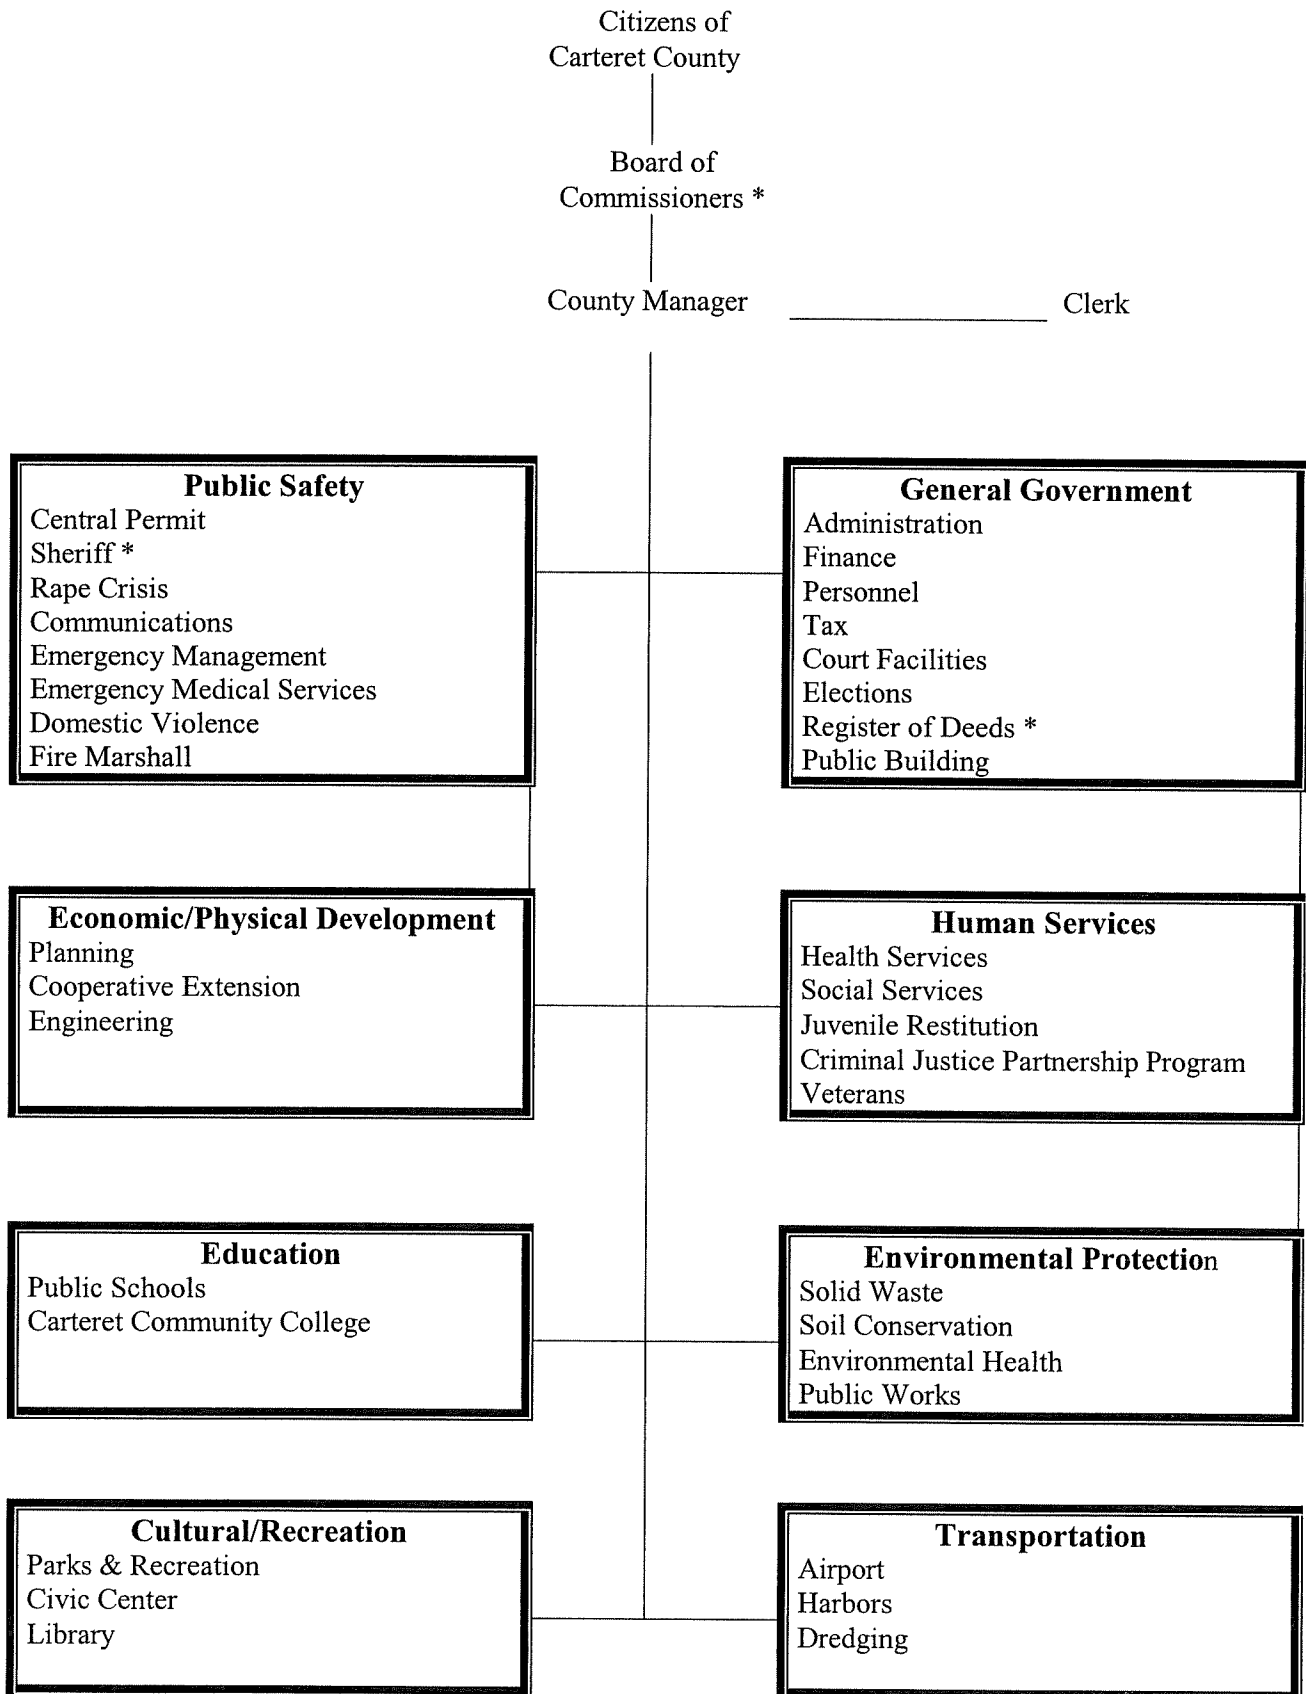 Citizens of
Carteret County
Board of
Commissioners *
County Manager
Clerk
Public Safety
Central Permit
Sheriff *
Rape Crisis
Communications
Emergency Management
Emergency Medical Services
Domestic Violence
Fire Marshall
General Government
Administration
Finance
Personnel
Tax
Court Facilities
Elections
Register of Deeds *
Public Building
Economic/Physical Development
Planning
Cooperative Extension
Engineering
Human Services
Health Services
Social Services
Juvenile Restitution
Criminal Justice Partnership Program
Veterans
Education
Public Schools
Carteret Community College
Environmental Protection
Solid Waste
Soil Conservation
Environmental Health
Public Works
Cultural/Recreation
Parks & Recreation
Civic Center
Library
Transportation
Airport
Harbors
Dredging